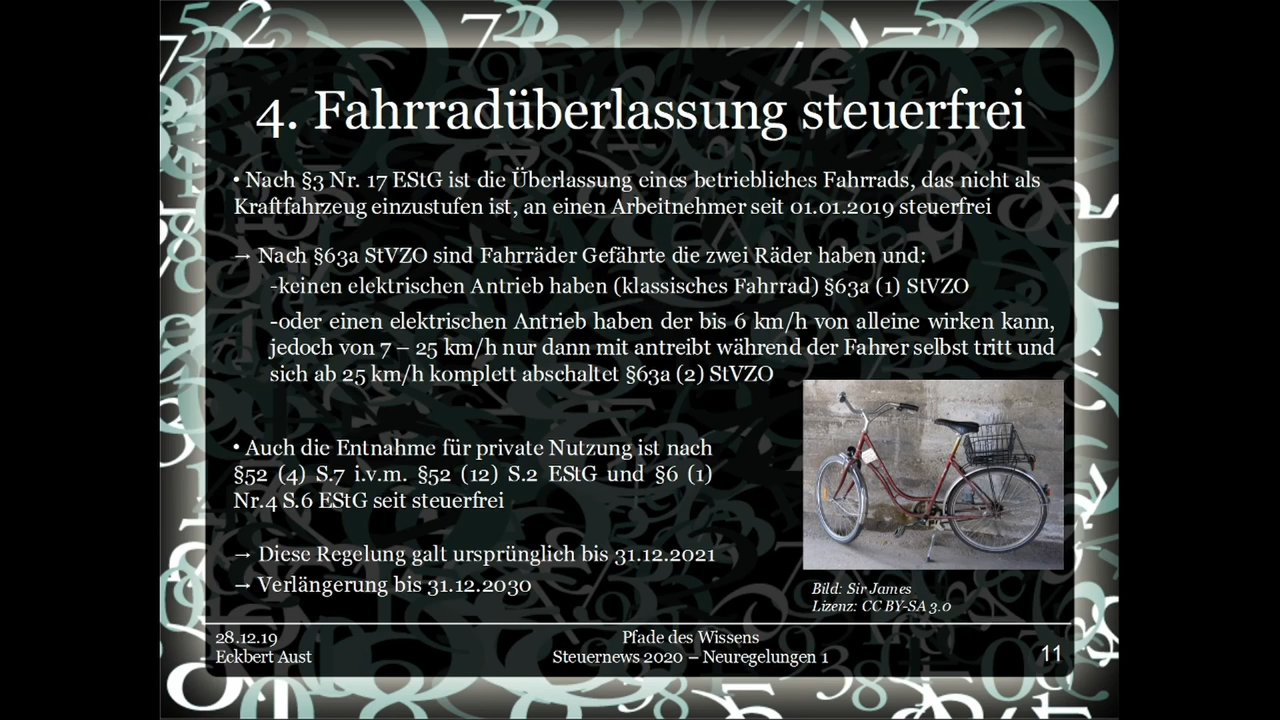 4. Fahrradüberlassung steuerfrei
• Nach §3 Nr. 17 EStG ist die Überlassung eines betriebliches Fahrrads, das nicht als
Kraftfahrzeug einzustufen ist, an einen Arbeitnehmer seit 01.01.2019 steuerfrei
→ Nach §63a StVZO sind Fahrräder Gefährte die zwei Räder haben und:
-keinen elektrischen Antrieb haben (klassisches Fahrrad) §63a (1) StVZO
-oder einen elektrischen Antrieb haben der bis 6 km/h von alleine wirken kann,
jedoch von 7 – 25 km/h nur dann mit antreibt während der Fahrer selbst tritt und
sich ab 25 km/h komplett abschaltet §63a (2) StVZO
• Auch die Entnahme für private Nutzung ist nach
§52 (4) S.7 i.v.m. §52 (12) S.2 EStG und §6 (1)
Nr.4 S.6 EStG seit steuerfrei
→ Diese Regelung galt ursprünglich bis 31.12.2021
→ Verlängerung bis 31.12.2030
Bild: Sir James
Lizenz: CC BY-SA 3.0
28.12.19
Eckbert Aust
Pfade des Wissens
Steuernews 2020 – Neuregelungen 1
11